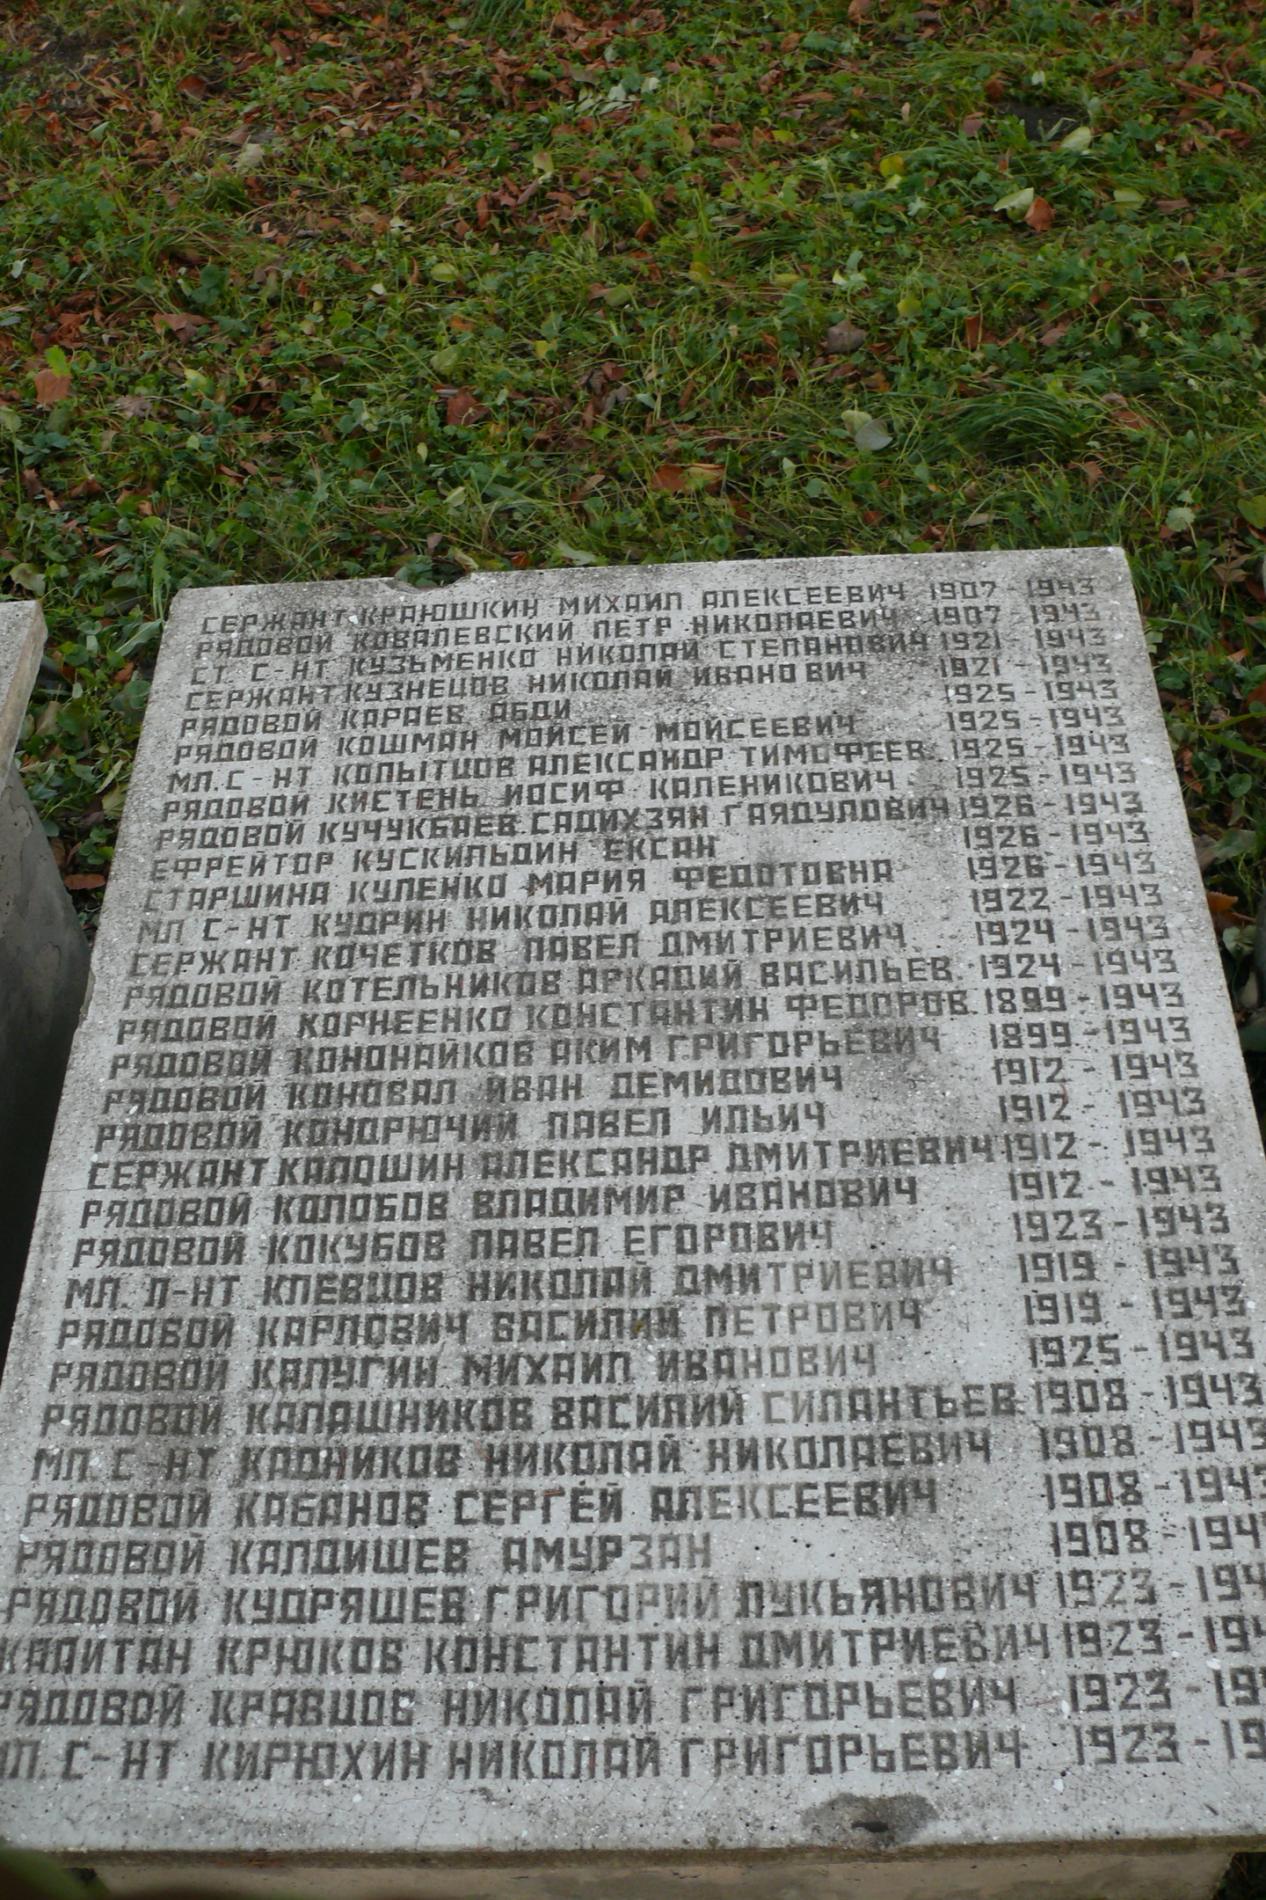 СЕРЖАНТ КРАЮШКИН МИХАИЛ АЛЕКСЕЕВИЧ 1907 - 1943
РЯДОВОЙ КОВАЛЕВСКИЙ ПЕТР НИКОЛАЕВИЧ 1907 - 1943
СТ. С-НТ КУЗЬМЕНКО НИКОЛАЙ СТЕПАНОВИЧ 1921 - 1943
СЕРЖАНТ КУЗНЕЦОВ НИКОЛАЙ ИВАНОВИЧ 1921 - 1943
РЯДОВОЙ КАРАЕВ АБДИ 1925 - 1943
РЯДОВОЙ КОШМАН МОЙСЕЙ МОЙСЕЕВИЧ 1925 - 1943
МЛ. С-НТ КОПЫТЦОВ АЛЕКСАНДР ТИМОФЕЕВ. 1925 - 1943
РЯДОВОЙ КИСТЕНЬ ИОСИФ КАЛЕНИКОВИЧ 1925 - 1943
РЯДОВОЙ КУЧУКБАЕВ САДИХЗЯН ГАЯДУЛОВИЧ 1926 - 1943
ЕФРЕЙТОР КУСКИЛЬДИН ЕКСАН 1926 - 1943
СТАРШИНА КУЛЕНКО МАРИЯ ФЕДОТОВНА 1926 - 1943
МЛ С-НТ КУДРИН НИКОЛАЙ АЛЕКСЕЕВИЧ 1922 - 1943
СЕРЖАНТ КОЧЕТКОВ ПАВЕЛ ДМИТРИЕВИЧ 1924 - 1943
РЯДОВОЙ КОТЕЛЬНИКОВ АРКАДИЙ ВАСИЛЬЕВ. 1924 - 1943
РЯДОВОЙ КОРНЕЕНКО КОНСТАНТИН ФЕДОРОВ. 1899 - 1943
РЯДОВОЙ КОНОНАЙКОВ АКИМ ГРИГОРЬЕВИЧ 1899 - 1943
РЯДОВОЙ КОНОВАЛ ИВАН ДЕМИДОВИЧ 1912 - 1943
РЯДОВОЙ КОНДРЮЧИЙ ПАВЕЛ ИЛЬИЧ 1912 - 1943
СЕРЖАНТ КАЛОШИН АЛЕКСАНДР ДМИТРИЕВИЧ 1912 - 1943
РЯДОВОЙ КОЛОБОВ ВЛАДИМИР ИВАНОВИЧ 1912 - 1943
РЯДОВОЙ КОКУБОВ ПАВЕЛ ЕГОРОВИЧ 1923 - 1943
МЛ. Л-НТ КЛЕВЦОВ НИКОЛАЙ ДМИТРИЕВИЧ 1919 - 1943
РЯДОВОЙ КАРЛОВИЧ ВАСИЛИЙ ПЕТРОВИЧ 1919 - 1943
РЯДОВОЙ КАЛУГИН МИХАИЛ ИВАНОВИЧ 1925 - 1943
РЯДОВОЙ КАЛАШНИКОВ ВАСИЛИЙ СИЛАНТЬЕВ. 1908 - 1943
МЛ. С-НТ КАДНИКОВ НИКОЛАЙ НИКОЛАЕВИЧ 1908 - 1943
РЯДОВОЙ КАБАНОВ СЕРГЕЙ АЛЕКСЕЕВИЧ 1908 - 1943
РЯДОВОЙ КАЛДИШЕВ АМУРЗАН 1908 - 194
РЯДОВОЙ КУДРЯШЕВ ГРИГОРИЙ ЛУКЬЯНОВИЧ 1923 - 194
КАПИТАН КРЮКОВ КОНСТАНТИН ДМИТРИЕВИЧ 1923 - 194
РЯДОВОЙ КРАВЦОВ НИКОЛАЙ ГРИГОРЬЕВИЧ 1923 - 19
МЛ. С-НТ КИРЮХИН НИКОЛАЙ ГРИГОРЬЕВИЧ 1923 - 19